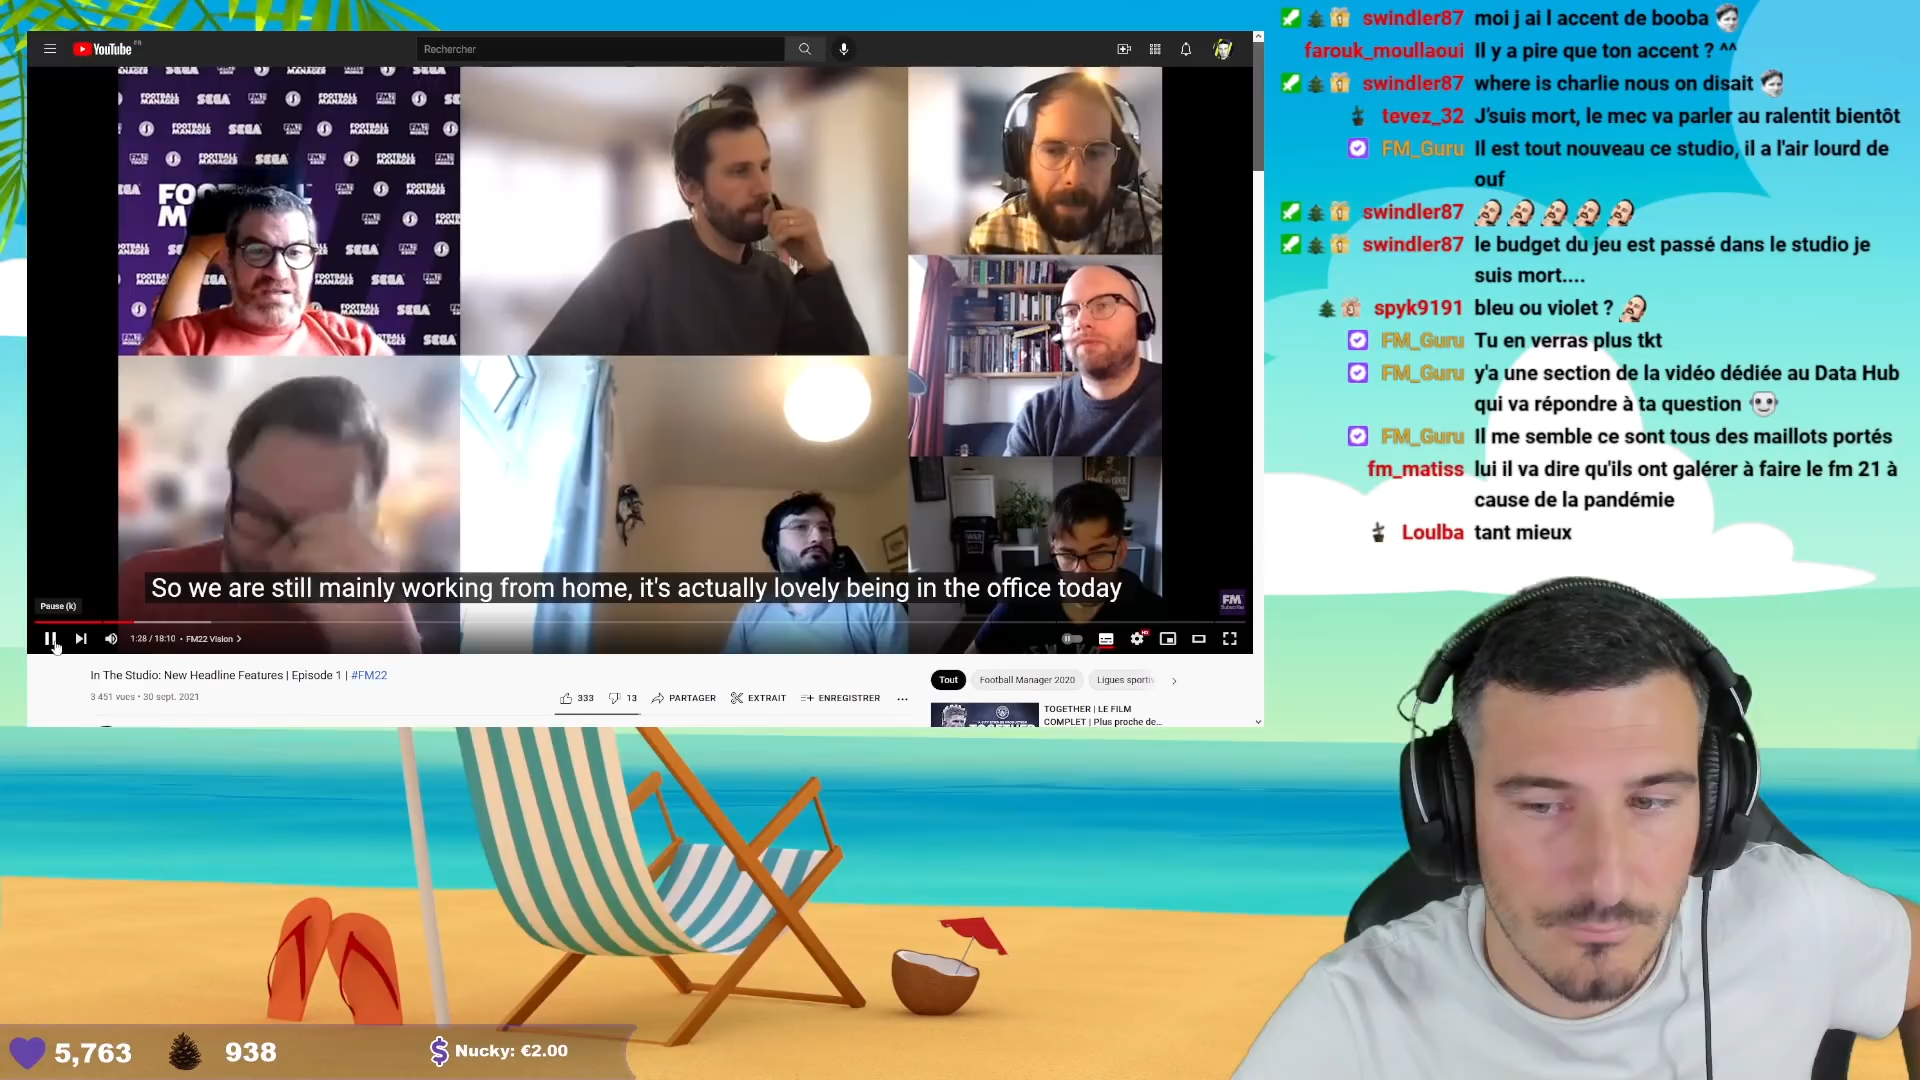 YouTube FR
Rechercher
FOOTBALL MANAGER
SEGA
So we are still mainly working from home, it's actually lovely being in the office today
Pause (k)
FM
1:28 / 18:10 • FM22 Vision
In The Studio: New Headline Features | Episode 1 | #FM22
3 451 vues • 30 sept. 2021
333
13
PARTAGER
EXTRAIT
ENREGISTRER
...
Tout
Football Manager 2020
Ligues sporti
TOGETHER | LE FILM
COMPLET | Plus proche de...
swindler87 moi j ai l accent de booba
farouk_moullaoui Il y a pire que ton accent ? ^^
swindler87 where is charlie nous on disait
tevez_32 J'suis mort, le mec va parler au ralentit bientôt
FM_Guru Il est tout nouveau ce studio, il a l'air lourd de
ouf
swindler87
swindler87 le budget du jeu est passé dans le studio je
suis mort....
spyk9191 bleu ou violet ?
FM_Guru Tu en verras plus tkt
FM_Guru y'a une section de la vidéo dédiée au Data Hub
qui va répondre à ta question
FM_Guru Il me semble ce sont tous des maillots portés
fm_matiss lui il va dire qu'ils ont galérer à faire le fm 21 à
cause de la pandémie
Loulba tant mieux
5,763
938
Nucky: €2.00